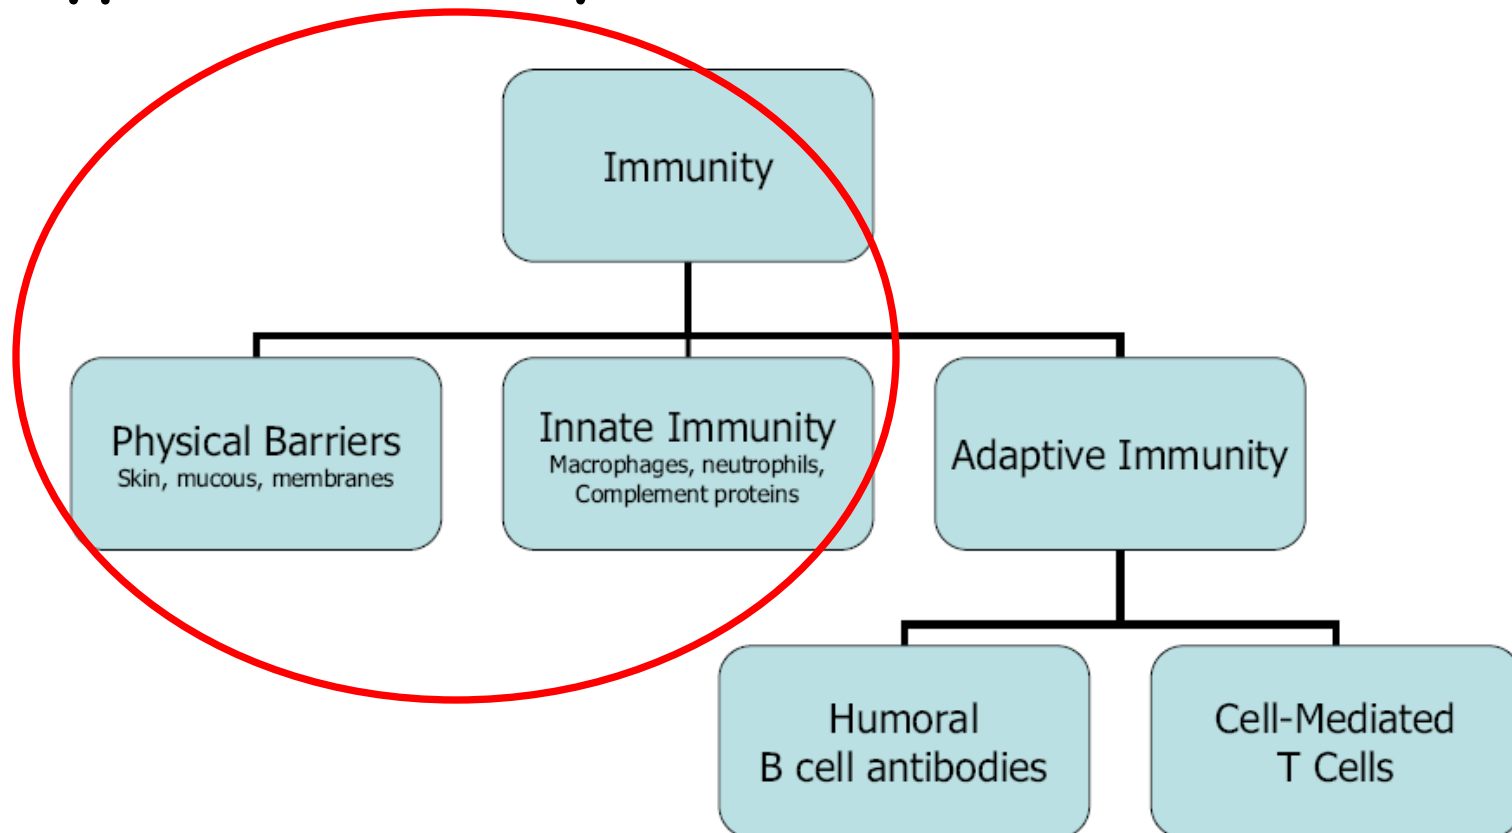 Immunity
Physical Barriers
Skin, mucous, membranes
Innate Immunity
Macrophages, neutrophils,
Complement proteins
Adaptive Immunity
Humoral
B cell antibodies
Cell-Mediated
T Cells